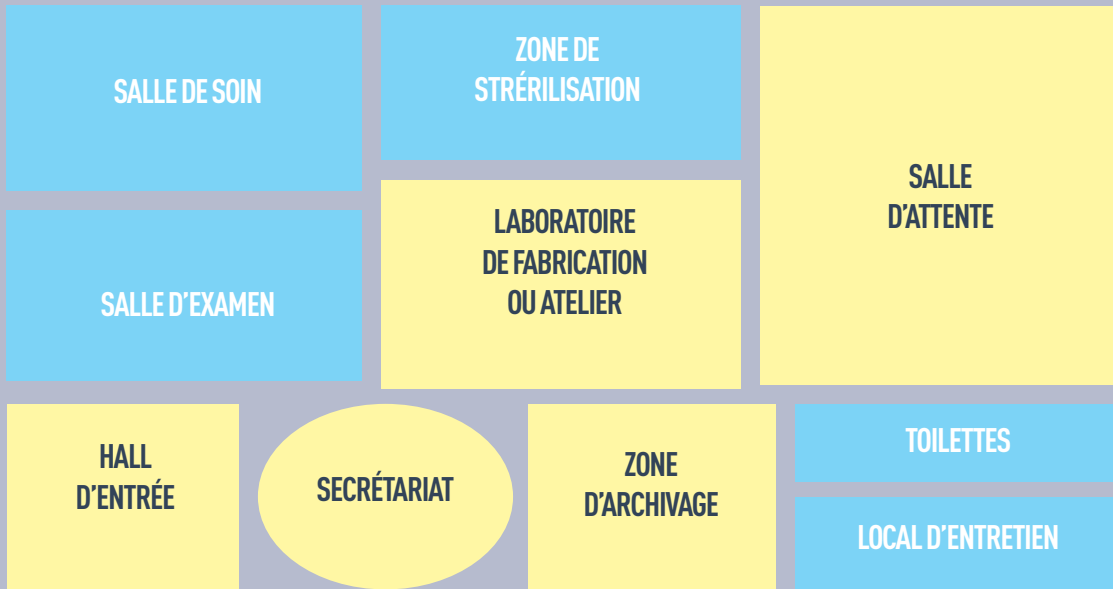 SALLE DE SOIN
ZONE DE
STRÉRILISATION
SALLE
D'ATTENTE
LABORATOIRE
DE FABRICATION
OU ATELIER
SALLE D'EXAMEN
HALL
D'ENTRÉE
SECRÉTARIAT
ZONE
D'ARCHIVAGE
TOILETTES
LOCAL D'ENTRETIEN